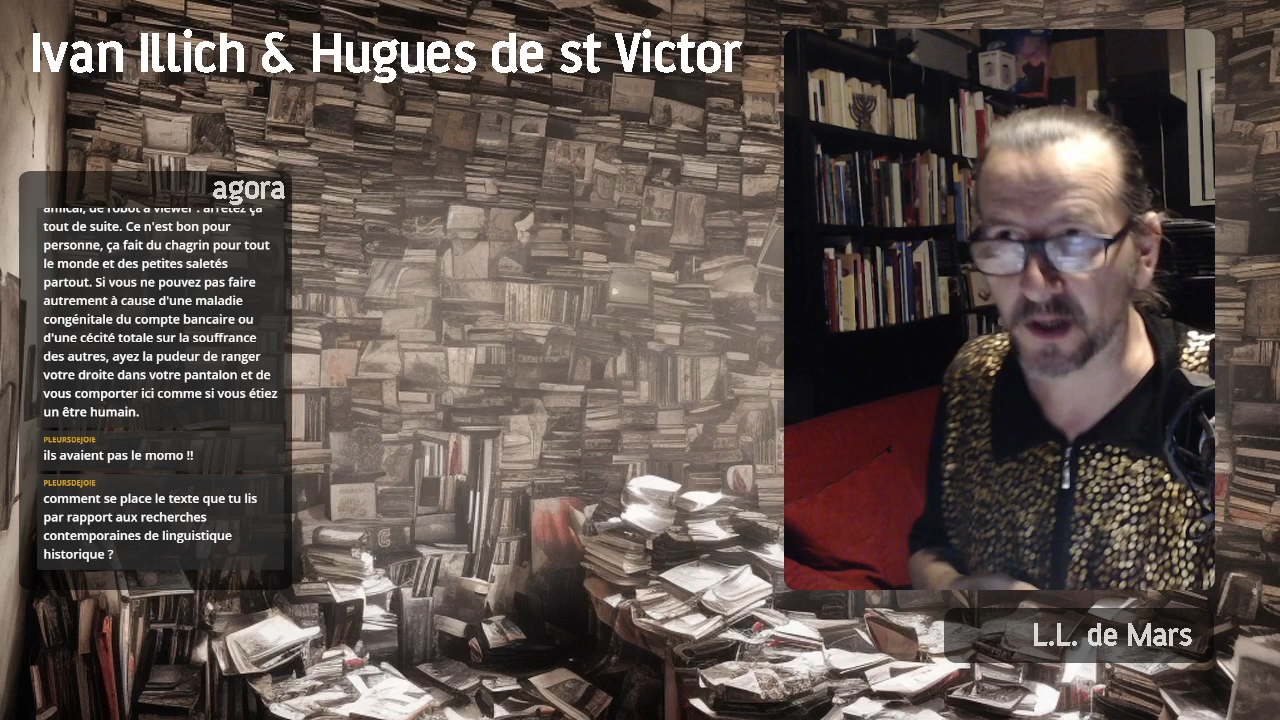 Ivan Illich & Hugues de st Victor
agora
amical, de robot à viewer : arrêtez ça
tout de suite. Ce n'est bon pour
personne, ça fait du chagrin pour tout
le monde et des petites saletés
partout. Si vous ne pouvez pas faire
autrement à cause d'une maladie
congénitale du compte bancaire ou
d'une cécité totale sur la souffrance
des autres, ayez la pudeur de ranger
votre droite dans votre pantalon et de
vous comporter ici comme si vous étiez
un être humain.
PLEURSDEJOIE
ils avaient pas le momo !!
PLEURSDEJOIE
comment se place le texte que tu lis
par rapport aux recherches
contemporaines de linguistique
historique ?
L.L. de Mars